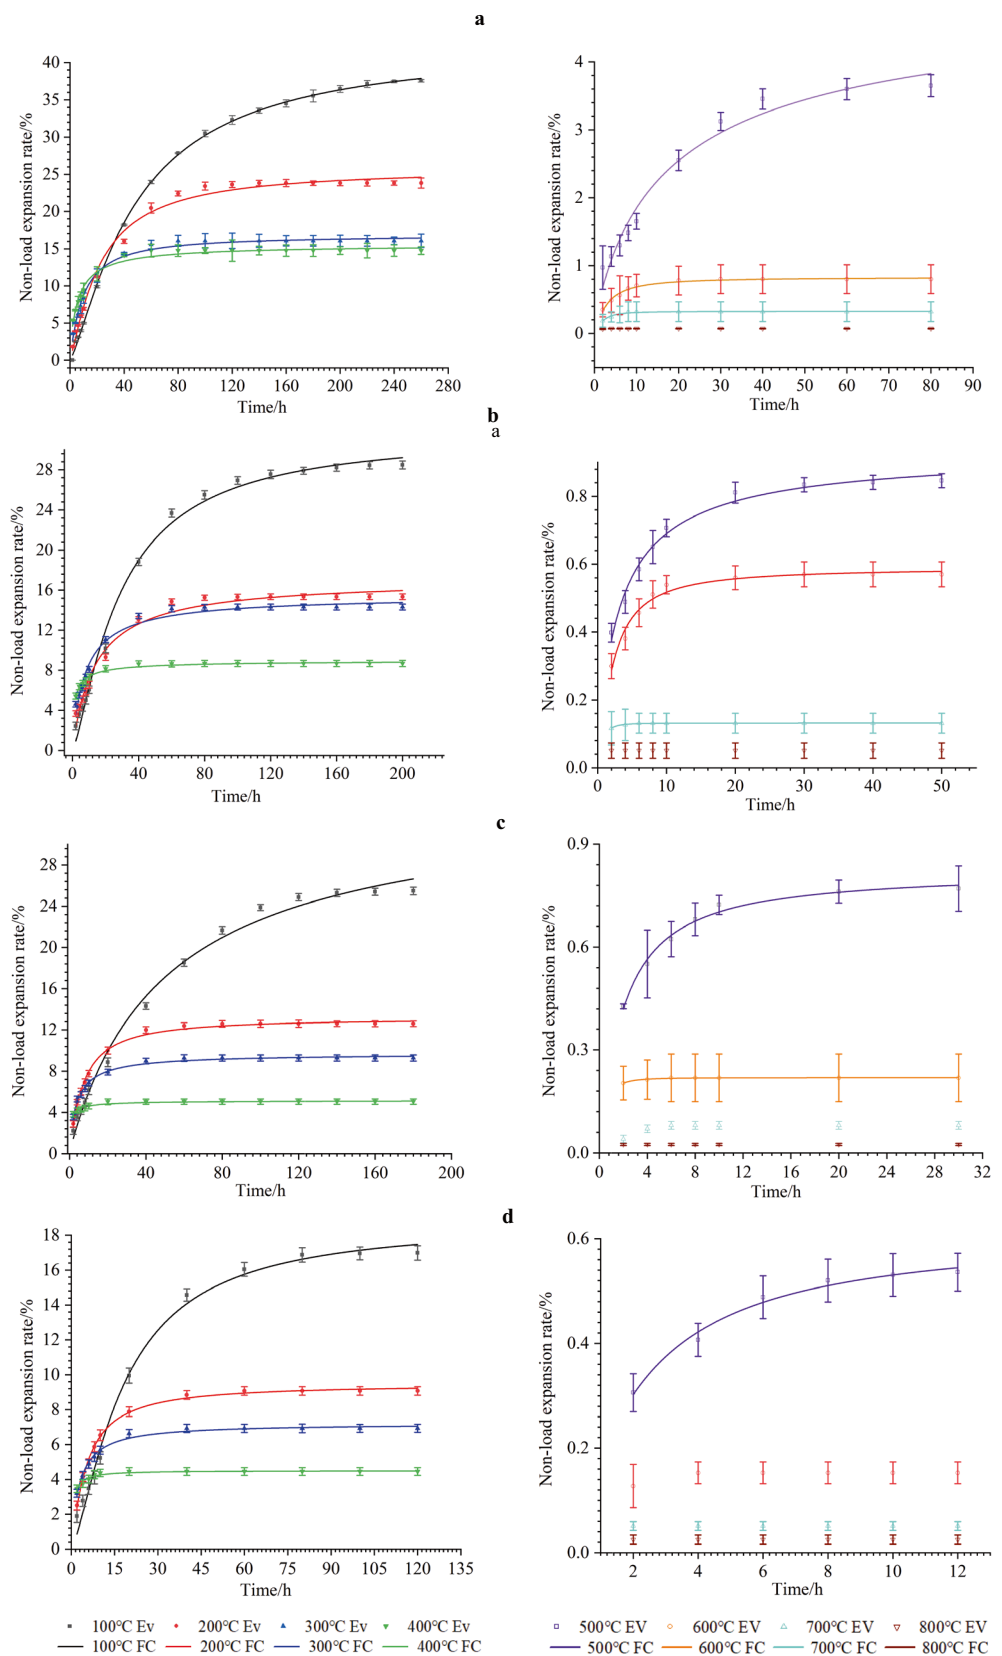 a
40
35
30
25
20
15
10
5
0
Non-load expansion rate/%
0 40 80 120 160 200 240 280
Time/h
4
3
2
1
0
Non-load expansion rate/%
0 10 20 30 40 50 60 70 80 90
Time/h
b
a
28
24
20
16
12
8
4
0
Non-load expansion rate/%
0 40 80 120 160 200
Time/h
0.8
0.6
0.4
0.2
0.0
Non-load expansion rate/%
0 10 20 30 40 50
Time/h
c
28
24
20
16
12
8
4
0
Non-load expansion rate/%
0 40 80 120 160 200
Time/h
0.9
0.6
0.3
0.0
Non-load expansion rate/%
0 4 8 12 16 20 24 28 32
Time/h
d
18
16
14
12
10
8
6
4
2
0
Non-load expansion rate/%
0 15 30 45 60 75 90 105 120 135
Time/h
0.6
0.4
0.2
0.0
Non-load expansion rate/%
2 4 6 8 10 12
Time/h
100℃ Ev 200℃ Ev 300℃ Ev 400℃ Ev
100℃ FC 200℃ FC 300℃ FC 400℃ FC
500℃ EV 600℃ EV 700℃ EV 800℃ EV
500℃ FC 600℃ FC 700℃ FC 800℃ FC